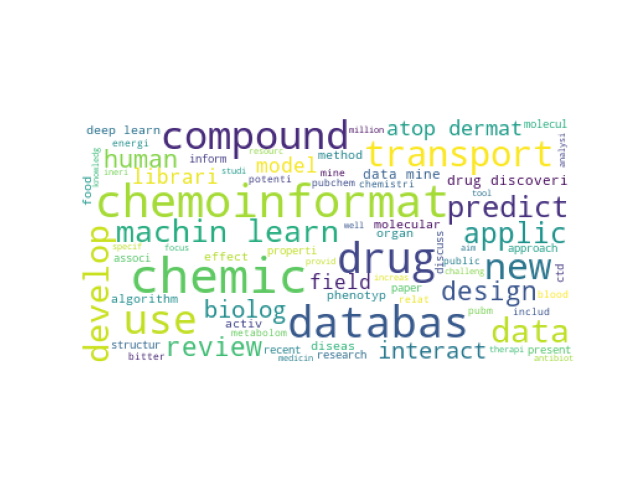 deep learn
compound
million
atop dermat
molecul
energi
resourc
analysi
knowledg
human
inform
model
method
transport
ineri
studi
mine
data mine
food
librari
potenti
pubchem
chemistri
drug discoveri
chemoinformat
tool
predict
machin learn
well
molecular
applic
organ
discuss
develop
specif
focus
properti
drug
aim
approach
associ
effect
provid
public
challeng
ctd
chemic
field
increas
new
phenotyp
paper
design
blood
algorithm
biolog
relat
use
activ
databas
pubm
includ
data
metabolom
structur
review
recent
diseas
interact
therapi
present
bitter
medicin
research
antibiot